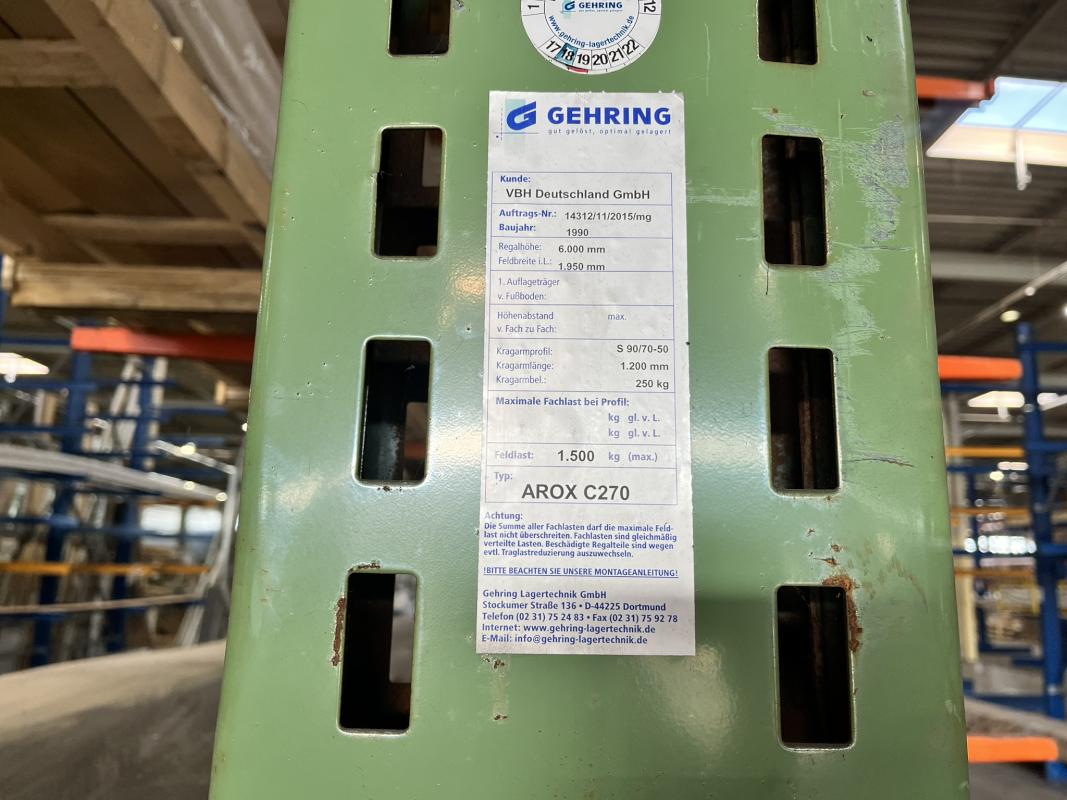 1
GEHRING
12
www.gehring-lagertechnik.de
17 18 19 20 21 22
GEHRING
gut gelöst, optimal gelagert
Kunde:
VBH Deutschland GmbH
Auftrags-Nr.: 14312/11/2015/mg
Baujahr: 1990
Regalhöhe: 6.000 mm
Feldbreite i.L.: 1.950 mm
1. Auflageträger
v. Fußboden:
Höhenabstand max.
v. Fach zu Fach:
Kragarmprofil: S 90/70-50
Kragarmlänge: 1.200 mm
Kragarmbel.: 250 kg
Maximale Fachlast bei Profil:
kg gl. v. L.
kg gl. v. L.
Feldlast: 1.500 kg (max.)
Typ:
AROX C270
Achtung:
Die Summe aller Fachlasten darf die maximale Feld-
last nicht überschreiten. Fachlasten sind gleichmäßig
verteilte Lasten. Beschädigte Regalteile sind wegen
evtl. Traglastreduzierung auszuwechseln.
!BITTE BEACHTEN SIE UNSERE MONTAGEANLEITUNG!
Gehring Lagertechnik GmbH
Stockumer Straße 136 • D-44225 Dortmund
Telefon (02 31) 75 24 83 • Fax (02 31) 75 92 78
Internet: www.gehring-lagertechnik.de
E-Mail: info@gehring-lagertechnik.de